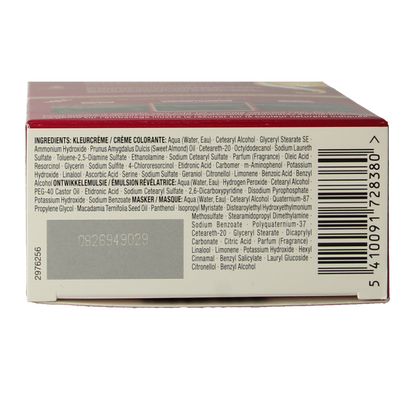 INGREDIENTS: KLEURCRÈME / CRÈME COLORANTE: Aqua (Water, Eau) · Cetearyl Alcohol · Glyceryl Stearate SE ·
Ammonium Hydroxide · Prunus Amygdalus Dulcis (Sweet Almond) Oil · Ceteareth-20 · Octyldodecanol · Sodium Laureth
Sulfate · Toluene-2,5-Diamine Sulfate · Ethanolamine · Sodium Cetearyl Sulfate · Parfum (Fragrance) · Oleic Acid
Resorcinol · Glycerin · Sodium Sulfite · 4-Chlororesorcinol · Etidronic Acid · Carbomer · m-Aminophenol · Potassium
Hydroxide · Linalool · Ascorbic Acid · Serine · Sodium Sulfate · Geraniol · Citronellol · Limonene · Benzoic Acid · Benzyl
Alcohol ONTWIKKELEMULSIE / ÉMULSION RÉVÉLATRICE: Aqua (Water, Eau) · Hydrogen Peroxide · Cetearyl Alcohol ·
PEG-40 Castor Oil · Etidronic Acid · Sodium Cetearyl Sulfate · 2,6-Dicarboxypyridine · Disodium Pyrophosphate
Potassium Hydroxide · Sodium Benzoate MASKER / MASQUE: Aqua (Water, Eau) · Cetearyl Alcohol · Quaternium-87 ·
Propylene Glycol · Macadamia Ternifolia Seed Oil · Panthenol · Isopropyl Myristate · Distearoylethyl Hydroxyethylmonium
Methosulfate · Stearamidopropyl Dimethylamine
Sodium Benzoate · Polyquaternium-37
Ceteareth-20 · Glyceryl Stearate · Dicaprylyl
Carbonate · Citric Acid · Parfum (Fragrance) ·
Linalool · Limonene · Potassium Hydroxide · Hexyl
Cinnamal · Benzyl Salicylate · Lauryl Glucoside
Citronellol · Benzyl Alcohol
0826949029
2976256
5 410091 728380 >